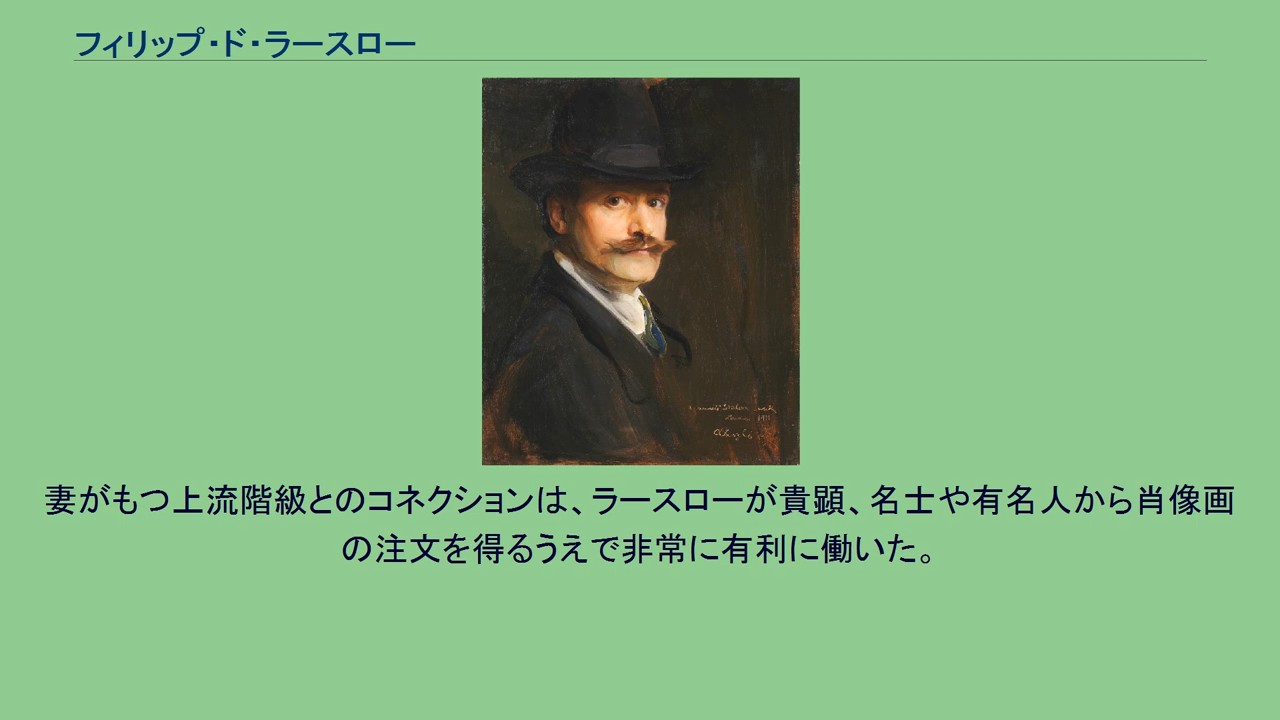 フィリップ・ド・ラースロー
妻がもつ上流階級とのコネクションは、ラースローが貴顕、名士や有名人から肖像画
の注文を得るうえで非常に有利に働いた。